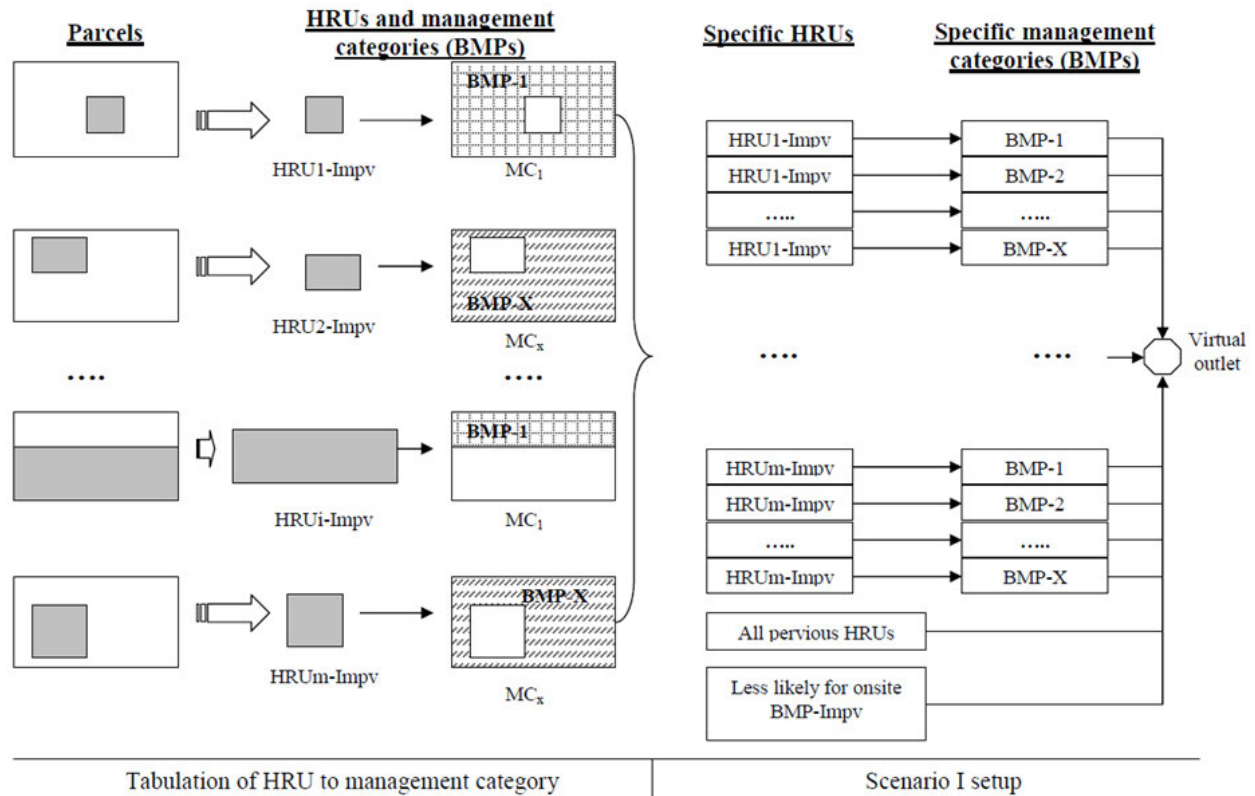 Parcels
HRUs and management
categories (BMPs)
BMP-1
HRU1-Impv
MC1
BMP-X
HRU2-Impv
MCx
....
....
BMP-1
HRUi-Impv
MC1
BMP-X
HRUm-Impv
MCx
Tabulation of HRU to management category
Specific HRUs
Specific management
categories (BMPs)
HRU1-Impv
BMP-1
HRU1-Impv
BMP-2
.....
.....
HRU1-Impv
BMP-X
....
....
Virtual
outlet
HRUm-Impv
BMP-1
HRUm-Impv
BMP-2
.....
.....
HRUm-Impv
BMP-X
All pervious HRUs
Less likely for onsite
BMP-Impv
Scenario I setup